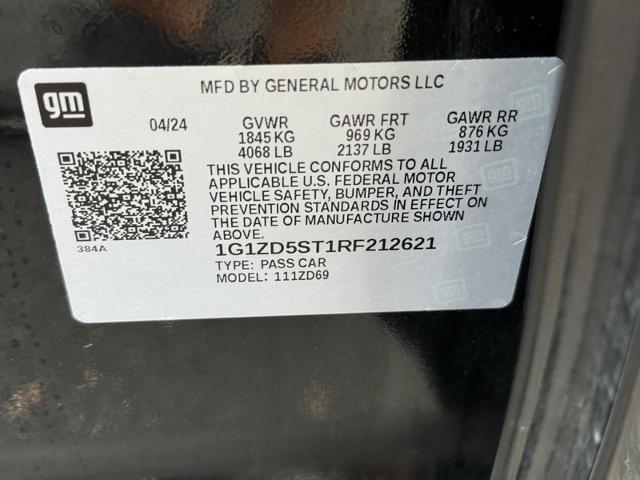 gm
MFD BY GENERAL MOTORS LLC
04/24 GVWR GAWR FRT GAWR RR
1845 KG 969 KG 876 KG
4068 LB 2137 LB 1931 LB
THIS VEHICLE CONFORMS TO ALL
APPLICABLE U.S. FEDERAL MOTOR
VEHICLE SAFETY, BUMPER, AND THEFT
PREVENTION STANDARDS IN EFFECT ON
THE DATE OF MANUFACTURE SHOWN
ABOVE.
384A
1G1ZD5ST1RF212621
TYPE: PASS CAR
MODEL: 111ZD69